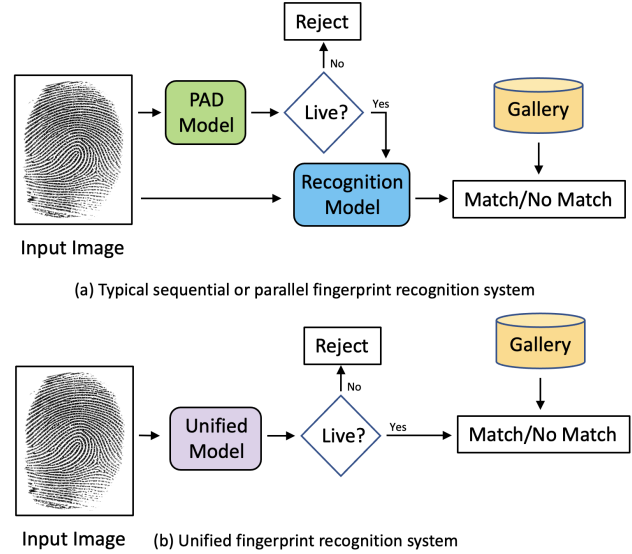 Reject
No
PAD
Model
Live?
Yes
Gallery
Recognition
Model
Match/No Match
Input Image
(a) Typical sequential or parallel fingerprint recognition system
Reject
No
Gallery
Unified
Model
Live?
Yes
Match/No Match
Input Image
(b) Unified fingerprint recognition system